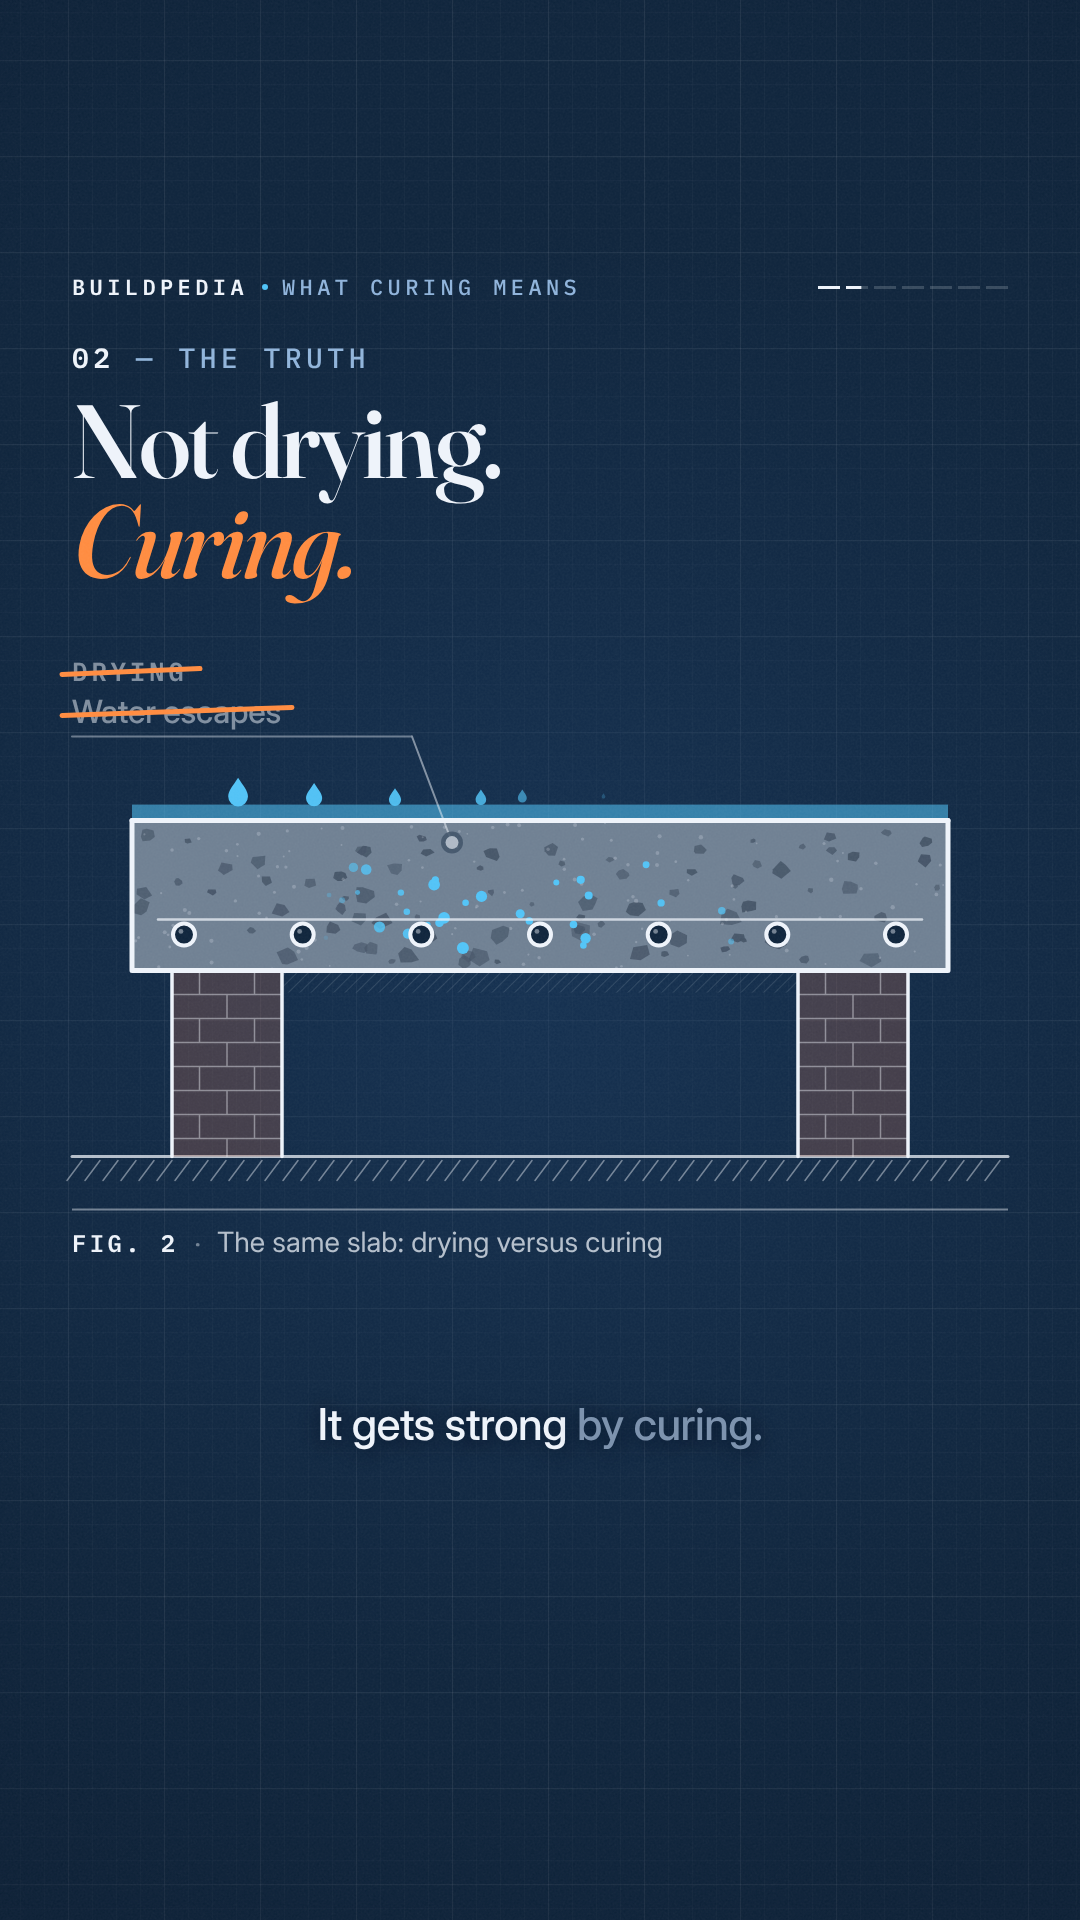 BUILDPEDIA • WHAT CURING MEANS
02 — THE TRUTH
Not drying.
Curing.
DRYING
Water escapes
FIG. 2 · The same slab: drying versus curing
It gets strong by curing.